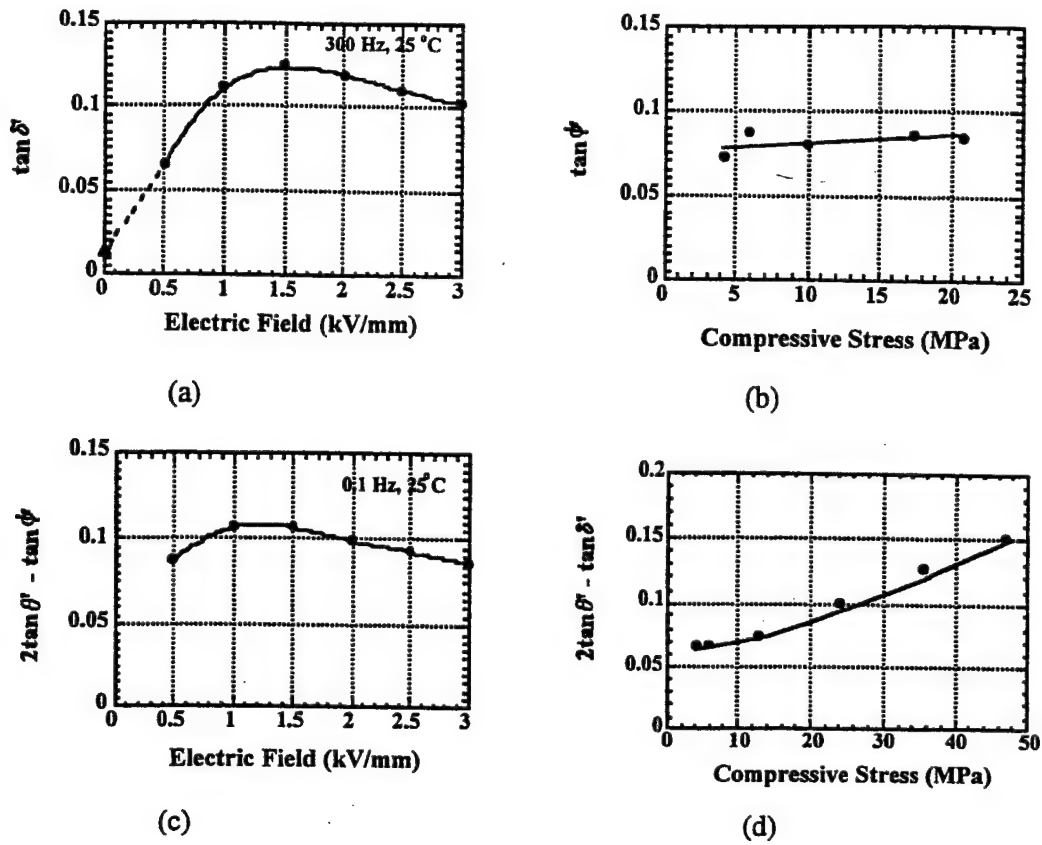 0.15
0.1
0.05
0
tan δ'
300 Hz, 25 °C
0 0.5 1 1.5 2 2.5 3
Electric Field (kV/mm)
(a)
0.15
0.1
0.05
0
tan ϕ'
5 10 15 20 25
Compressive Stress (MPa)
(b)
0.15
0.1
0.05
0
2tan θ' - tan ϕ'
0.1 Hz, 25°C
0 0.5 1 1.5 2 2.5 3
Electric Field (kV/mm)
(c)
0.2
0.15
0.1
0.05
0
2tan θ' - tan δ'
0 10 20 30 40 50
Compressive Stress (MPa)
(d)